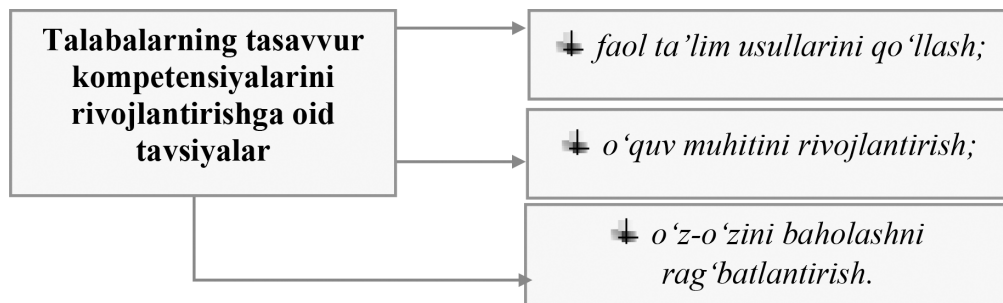 Talabalarning tasavvur
kompetensiyalarini
rivojlantirishga oid
tavsiyalar
faol ta’lim usullarini qo‘llash;
o‘quv muhitini rivojlantirish;
o‘z-o‘zini baholashni
rag‘batlantirish.